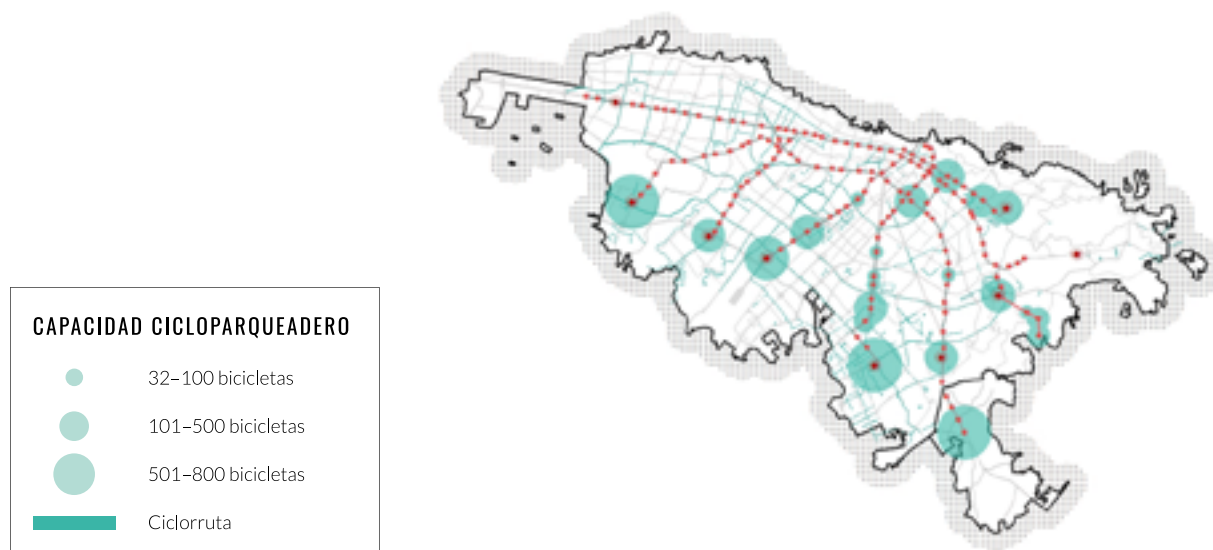 CAPACIDAD CICLOPARQUEADERO
32–100 bicicletas
101–500 bicicletas
501–800 bicicletas
Ciclorruta